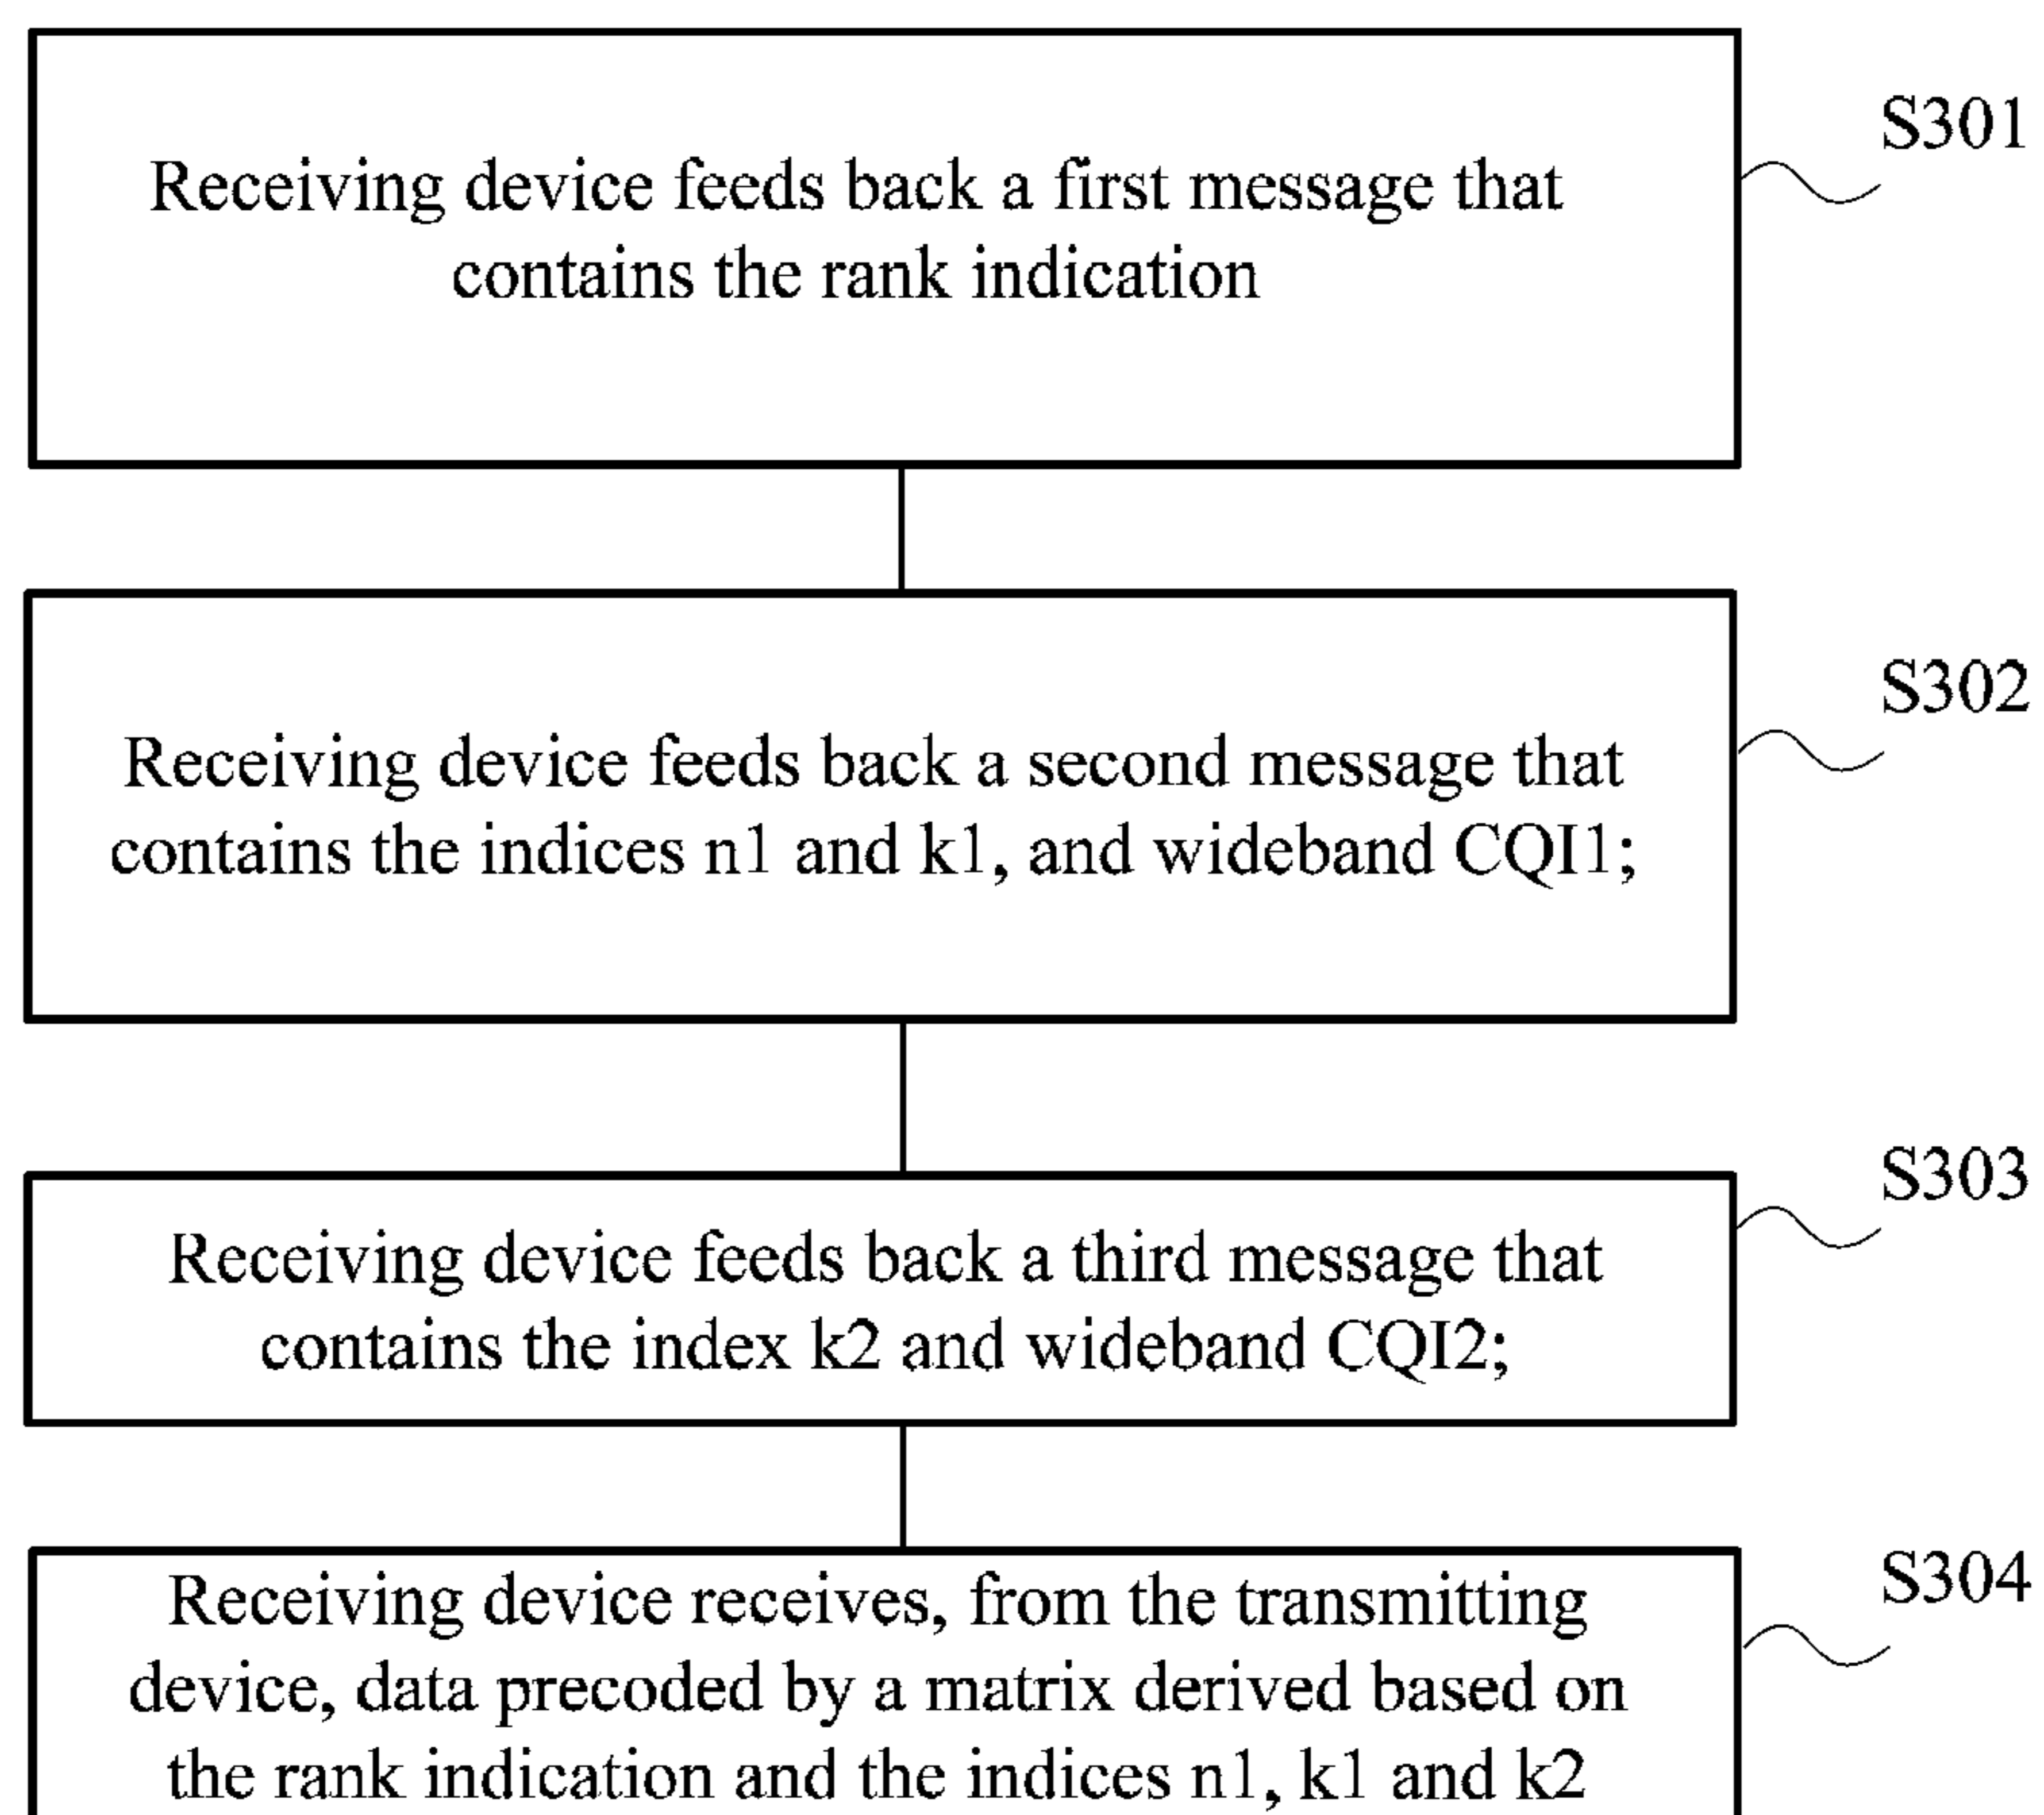 S301
Receiving device feeds back a first message that
contains the rank indication
S302
Receiving device feeds back a second message that
contains the indices n1 and k1, and wideband CQI1;
S303
Receiving device feeds back a third message that
contains the index k2 and wideband CQI2;
S304
Receiving device receives, from the transmitting
device, data precoded by a matrix derived based on
the rank indication and the indices n1, k1 and k2